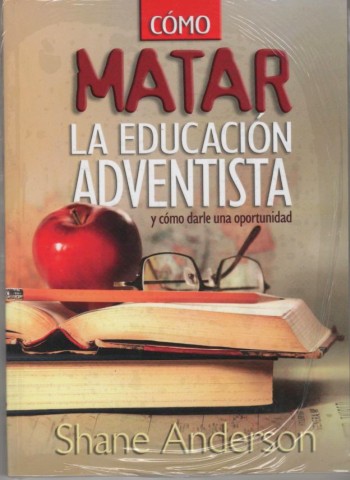 CÓMO
MATAR
LA EDUCACIÓN
ADVENTISTA
y cómo darle una oportunidad
Shane Anderson